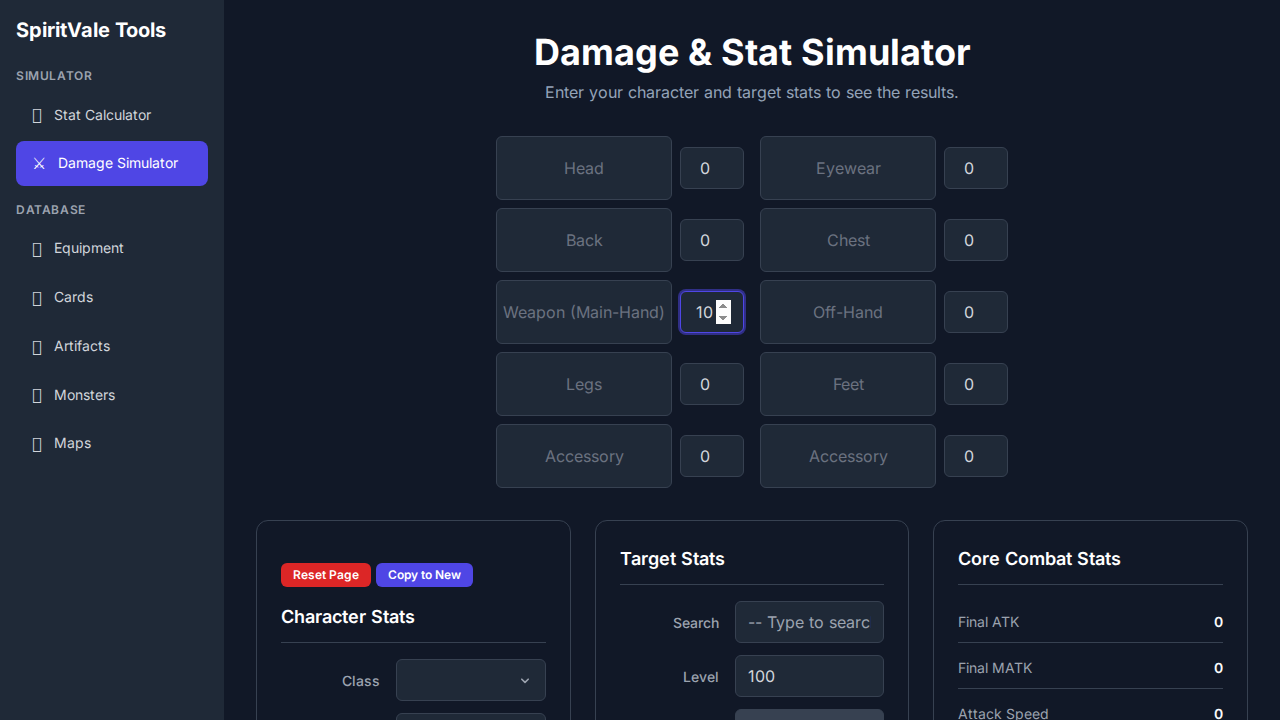 SpiritVale Tools
SIMULATOR
Stat Calculator
Damage Simulator
DATABASE
Equipment
Cards
Artifacts
Monsters
Maps
Damage & Stat Simulator
Enter your character and target stats to see the results.
Head 0 Eyewear 0
Back 0 Chest 0
Weapon (Main-Hand) 10 Off-Hand 0
Legs 0 Feet 0
Accessory 0 Accessory 0
Reset Page Copy to New
Character Stats
Class
Target Stats
Search -- Type to searc
Level 100
Core Combat Stats
Final ATK 0
Final MATK 0
Attack Speed 0